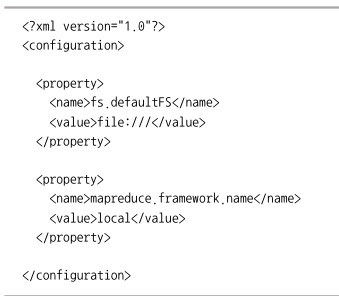 <?xml version="1.0"?>
<configuration>
<property>
<name>fs.defaultFS</name>
<value>file:///</value>
</property>
<property>
<name>mapreduce.framework.name</name>
<value>local</value>
</property>
</configuration>